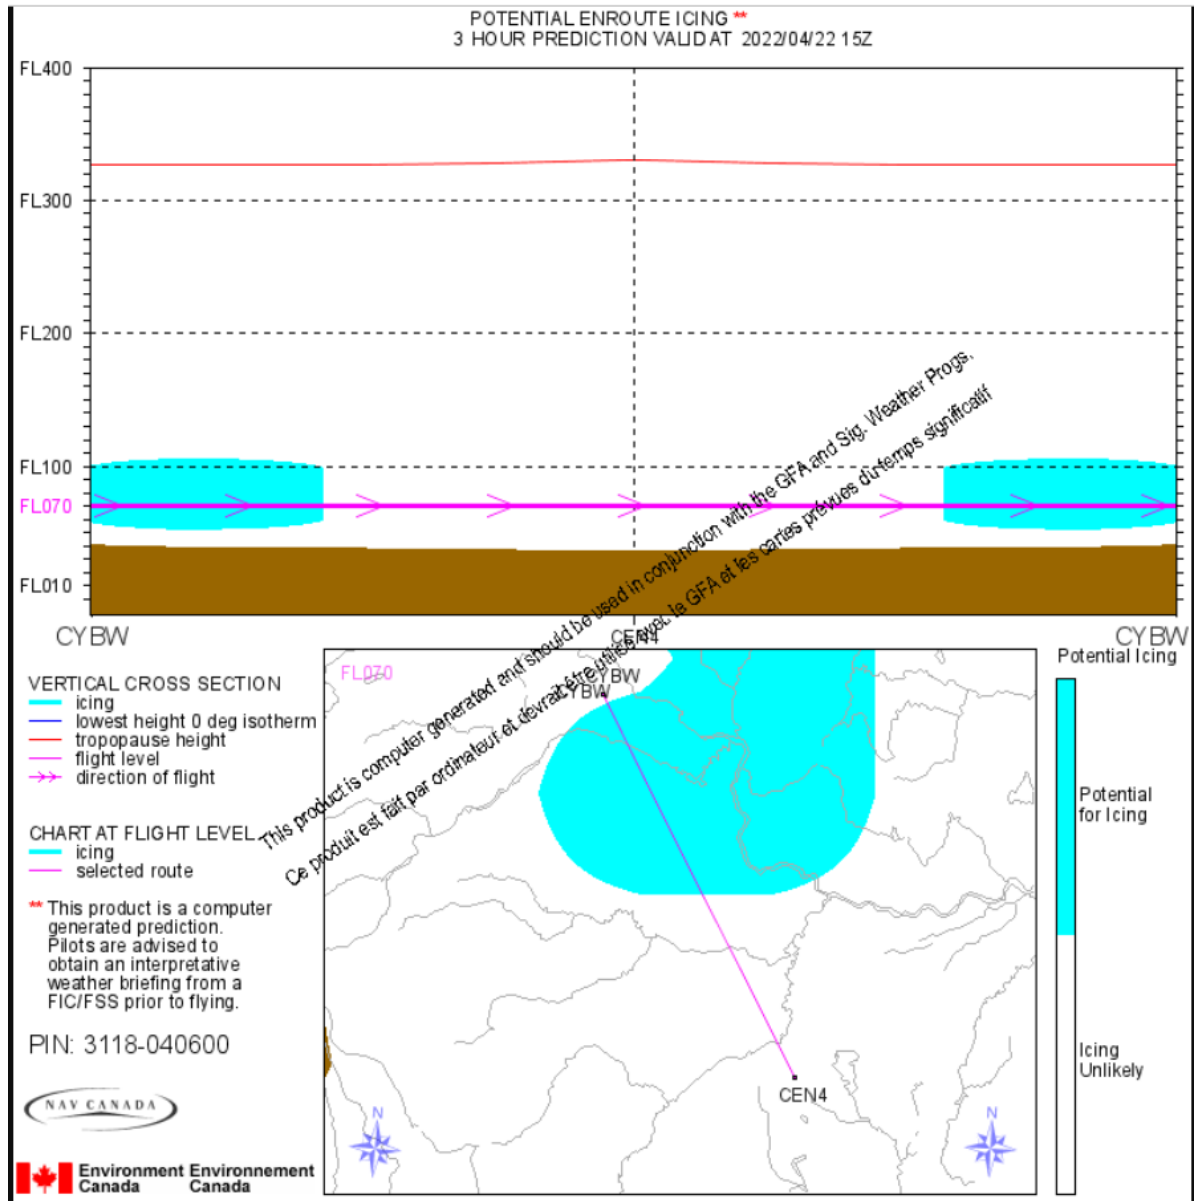 POTENTIAL ENROUTE ICING **
3 HOUR PREDICTION VALID AT 2022/04/22 15Z
FL400
FL300
FL200
FL100
FL070
FL010
CYBW
CEN4
CYBW
This product is computer generated and should be used in conjunction with the GFA and Sig. Weather Progs.
Ce produit est fait par ordinateur et devrait être utilisé avec le GFA et les cartes prévues du temps significatif
VERTICAL CROSS SECTION
icing
lowest height 0 deg isotherm
tropopause height
flight level
direction of flight
CHART AT FLIGHT LEVEL
icing
selected route
** This product is a computer
generated prediction.
Pilots are advised to
obtain an interpretative
weather briefing from a
FIC/FSS prior to flying.
PIN: 3118-040600
NAV CANADA
Environment Environnement
Canada Canada
FL070
CYBW
CYBW
CEN4
N
N
Potential Icing
Potential
for Icing
Icing
Unlikely